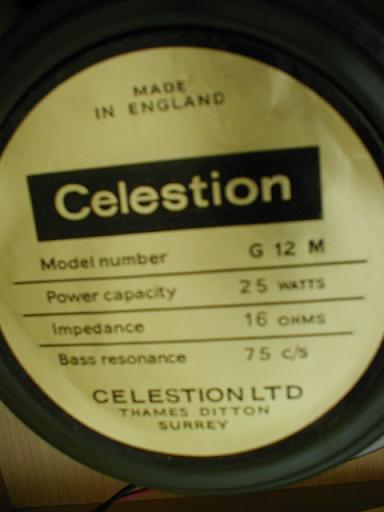 MADE
IN ENGLAND
Celestion
Model number G 12 M
Power capacity 25 WATTS
Impedance 16 OHMS
Bass resonance 75 C/S
CELESTION LTD
THAMES DITTON
SURREY